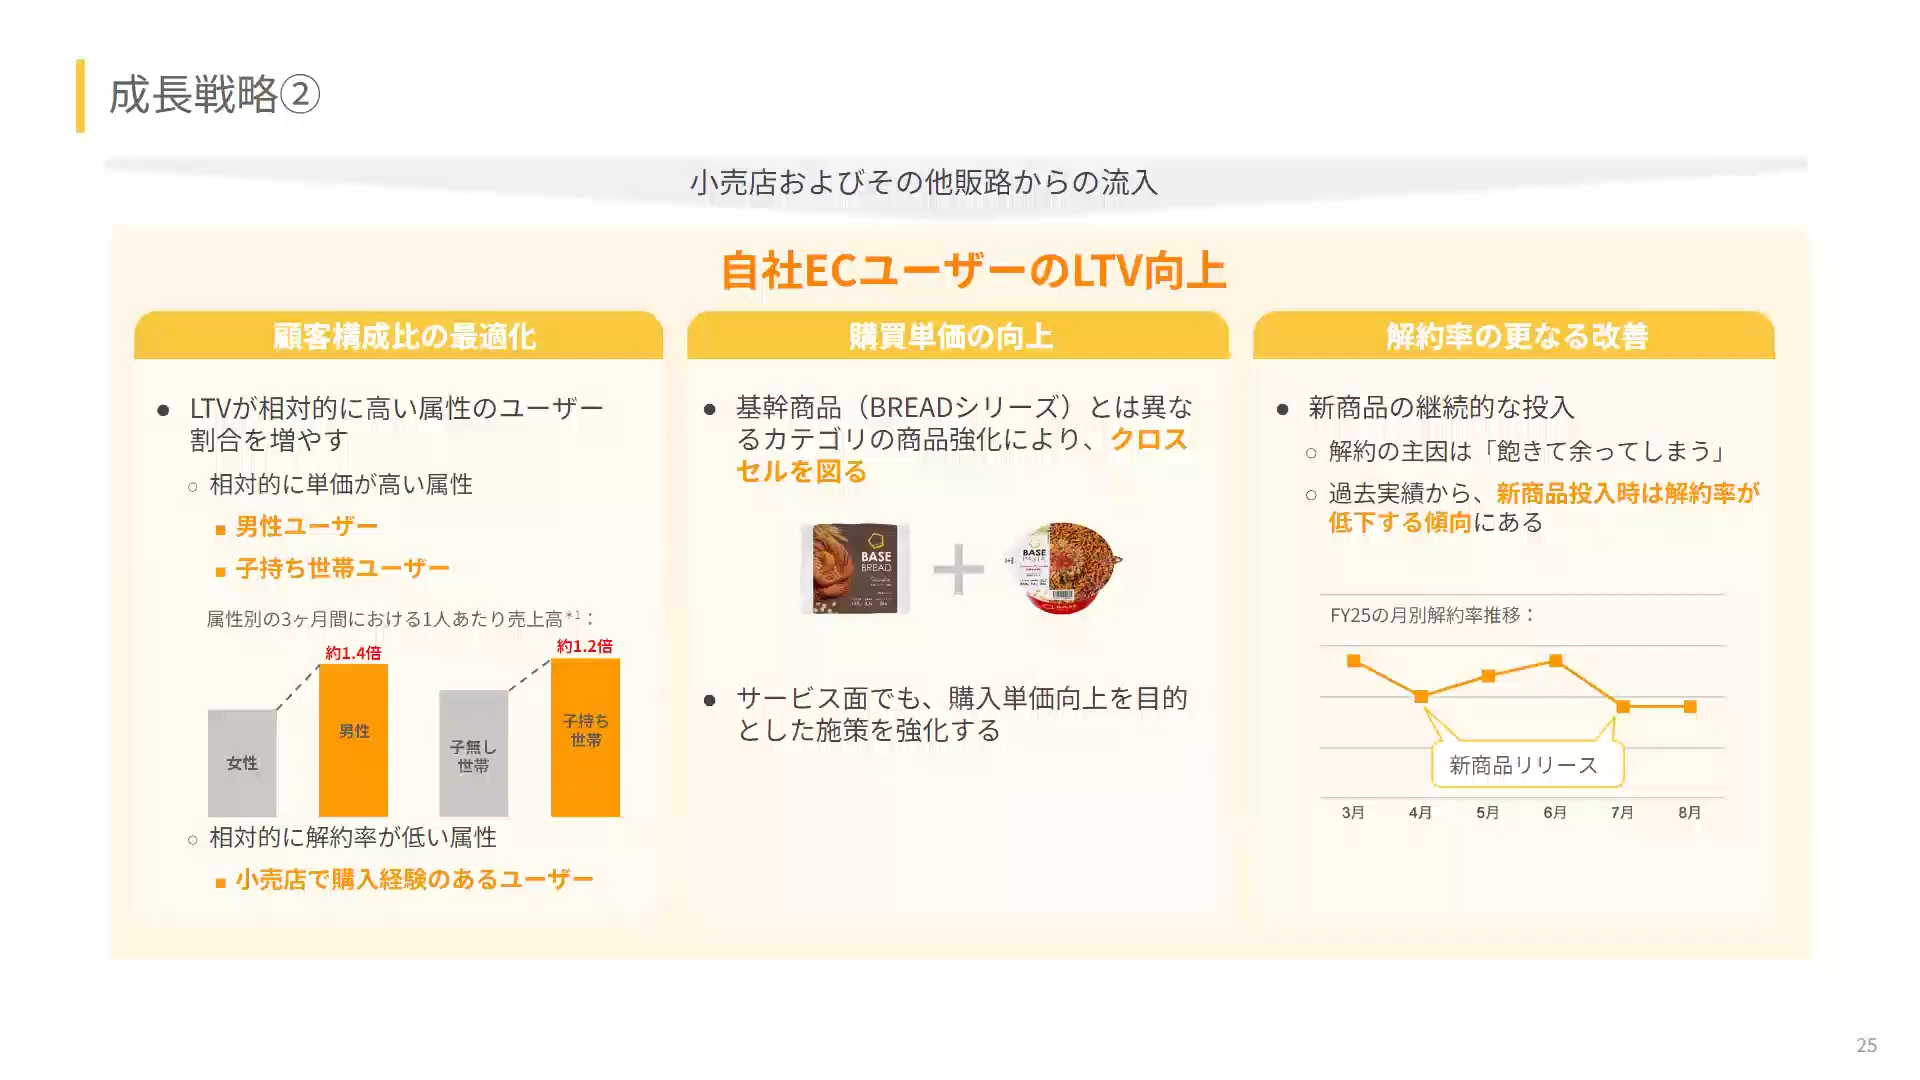 成長戦略②
小売店およびその他販路からの流入
自社ECユーザーのLTV向上
顧客構成比の最適化
● LTVが相対的に高い属性のユーザー
割合を増やす
○ 相対的に単価が高い属性
■ 男性ユーザー
■ 子持ち世帯ユーザー
属性別の3ヶ月間における1人あたり売上高*1：
約1.4倍
約1.2倍
女性
男性
子無し
世帯
子持ち
世帯
○ 相対的に解約率が低い属性
■ 小売店で購入経験のあるユーザー
購買単価の向上
● 基幹商品（BREADシリーズ）とは異な
るカテゴリの商品強化により、クロス
セルを図る
BASE
BREAD
BASE
PASTA
● サービス面でも、購入単価向上を目的
とした施策を強化する
解約率の更なる改善
● 新商品の継続的な投入
○ 解約の主因は「飽きて余ってしまう」
○ 過去実績から、新商品投入時は解約率が
低下する傾向にある
FY25の月別解約率推移：
新商品リリース
3月 4月 5月 6月 7月 8月
25